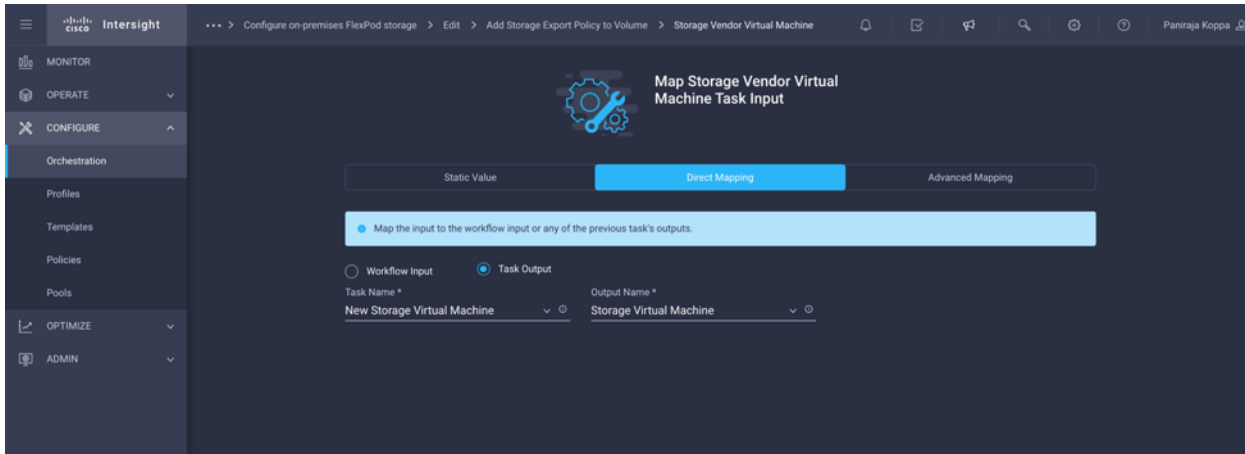 cisco Intersight
••• > Configure on-premises FlexPod storage > Edit > Add Storage Export Policy to Volume > Storage Vendor Virtual Machine
Paniraja Koppa
MONITOR
OPERATE
CONFIGURE
Orchestration
Profiles
Templates
Policies
Pools
OPTIMIZE
ADMIN
Map Storage Vendor Virtual
Machine Task Input
Static Value
Direct Mapping
Advanced Mapping
Map the input to the workflow input or any of the previous task's outputs.
Workflow Input
Task Output
Task Name *
Output Name *
New Storage Virtual Machine
Storage Virtual Machine